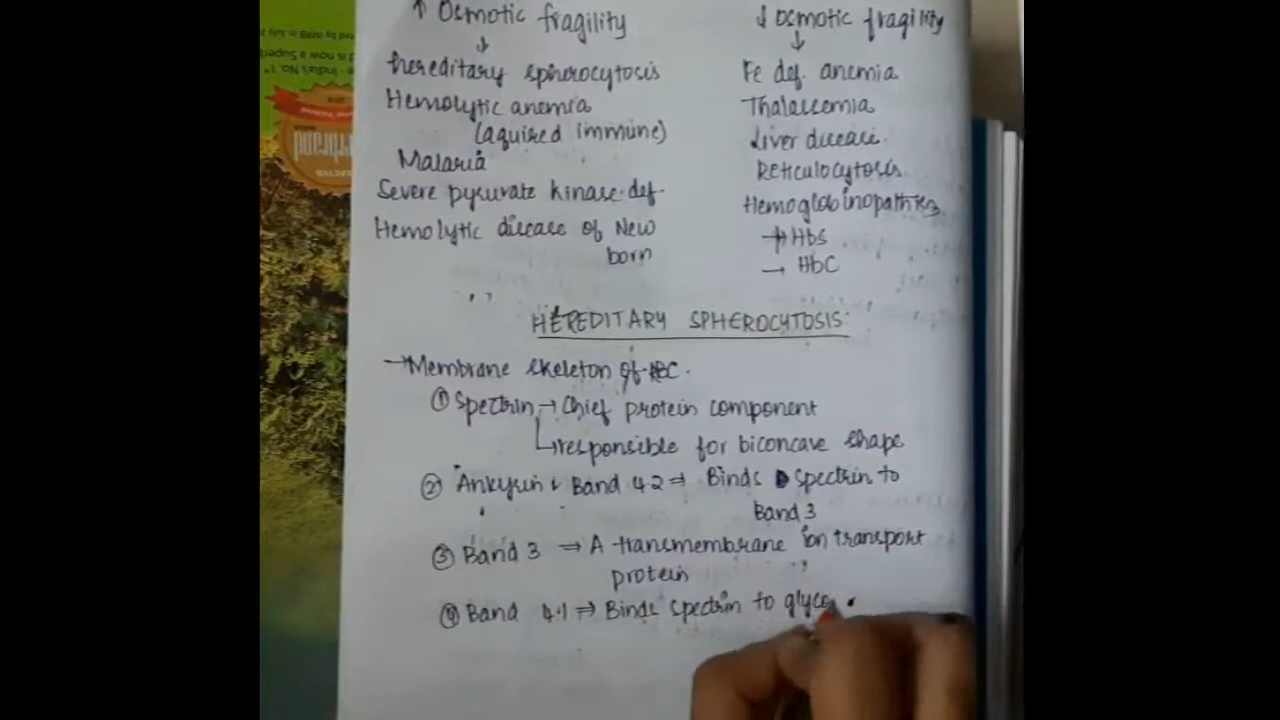 ↑ Osmotic fragility
↓
hereditary spherocytosis
Hemolytic anemia
(aquired immune)
Malaria
Severe pyruvate kinase def.
Hemolytic disease of New
born
↓ Osmotic fragility
↓
Fe def. anemia
Thalassemia
Liver disease.
Reticulocytosis
Hemoglobinopathies
→ HbS
→ HbC
HEREDITARY SPHEROCYTOSIS
→ Membrane skeleton of RBC.
① Spectrin → Chief protein component
↳ responsible for biconcave shape
② Ankyrin & Band 4.2 ⇒ Binds spectrin to
Band 3
③ Band 3 ⇒ A transmembrane ion transport
protein
④ Band 4.1 ⇒ Binds spectrin to glyco